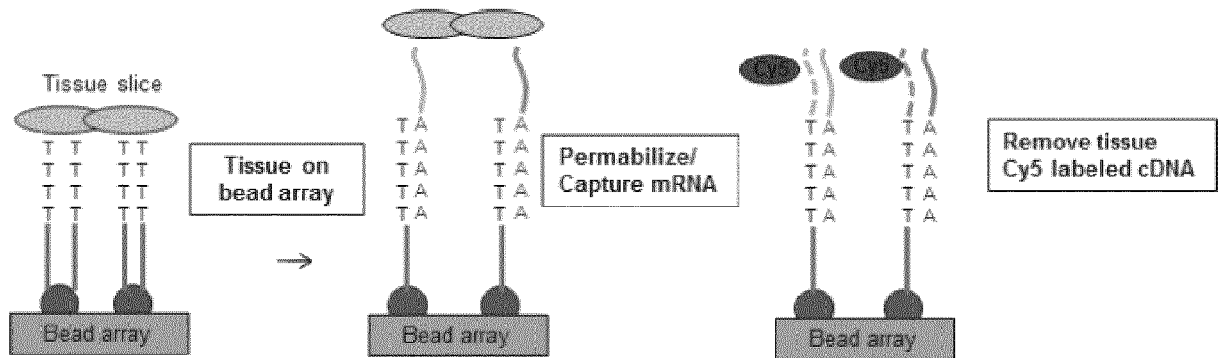 Tissue slice
T T T T
T T T T
T T T T
T T T T
T T T T
Bead array
Tissue on
bead array
→
T A T A
T A T A
T A T A
T A T A
T A T A
Bead array
Permabilize/
Capture mRNA
Cy5 Cy5
T A T A
T A T A
T A T A
T A T A
T A T A
Bead array
Remove tissue
Cy5 labeled cDNA